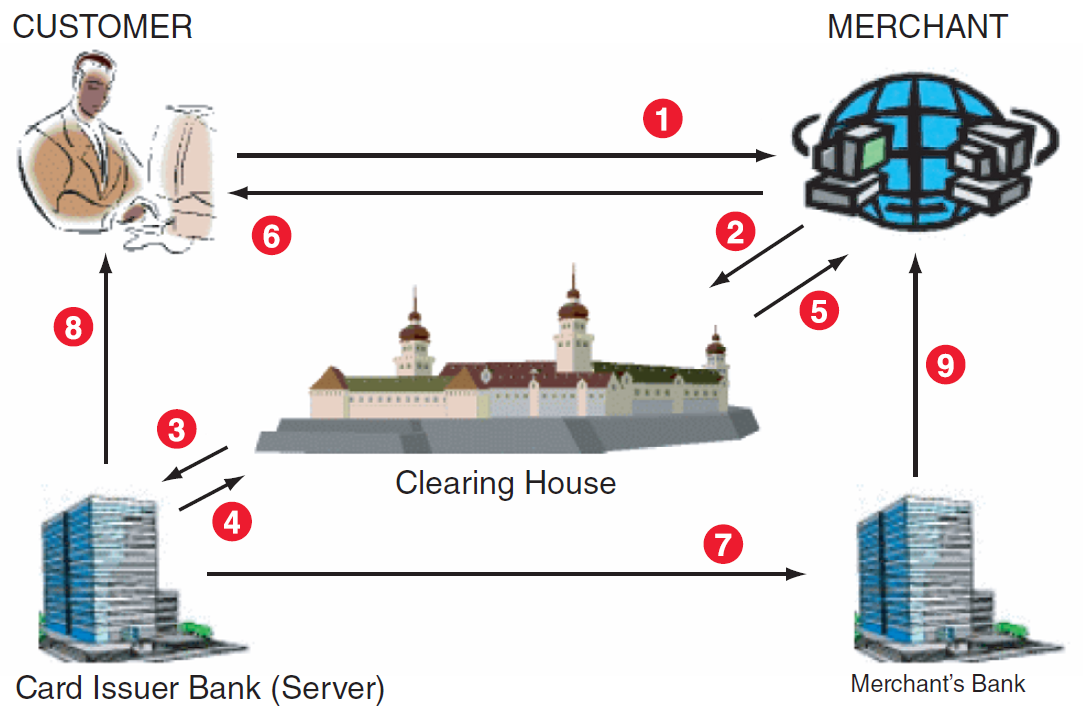 CUSTOMER
MERCHANT
1
6
2
5
8
9
3
Clearing House
4
7
Card Issuer Bank (Server)
Merchant's Bank